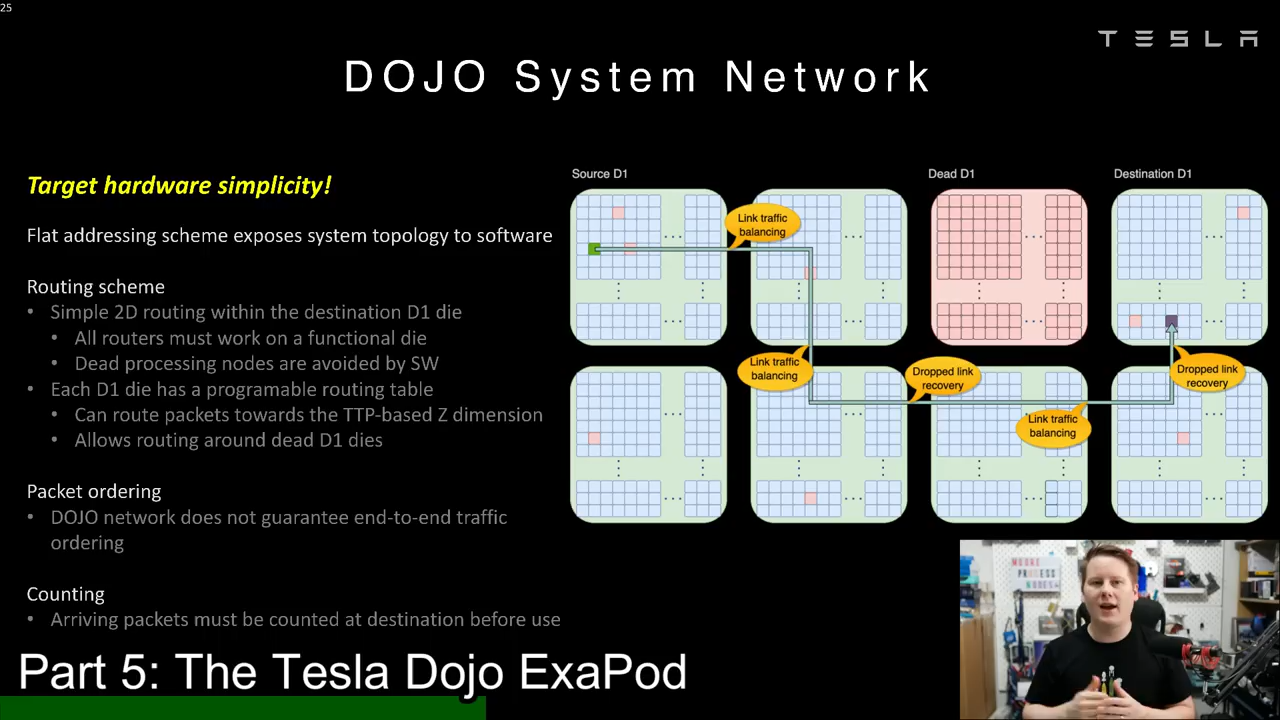 25
TESLA
DOJO System Network
Target hardware simplicity!
Flat addressing scheme exposes system topology to software
Routing scheme
• Simple 2D routing within the destination D1 die
• All routers must work on a functional die
• Dead processing nodes are avoided by SW
• Each D1 die has a programable routing table
• Can route packets towards the TTP-based Z dimension
• Allows routing around dead D1 dies
Packet ordering
• DOJO network does not guarantee end-to-end traffic
ordering
Counting
• Arriving packets must be counted at destination before use
Source D1
Dead D1
Destination D1
Link traffic
balancing
Link traffic
balancing
Dropped link
recovery
Link traffic
balancing
Dropped link
recovery
MOORE
PROCESS
NODES
Part 5: The Tesla Dojo ExaPod